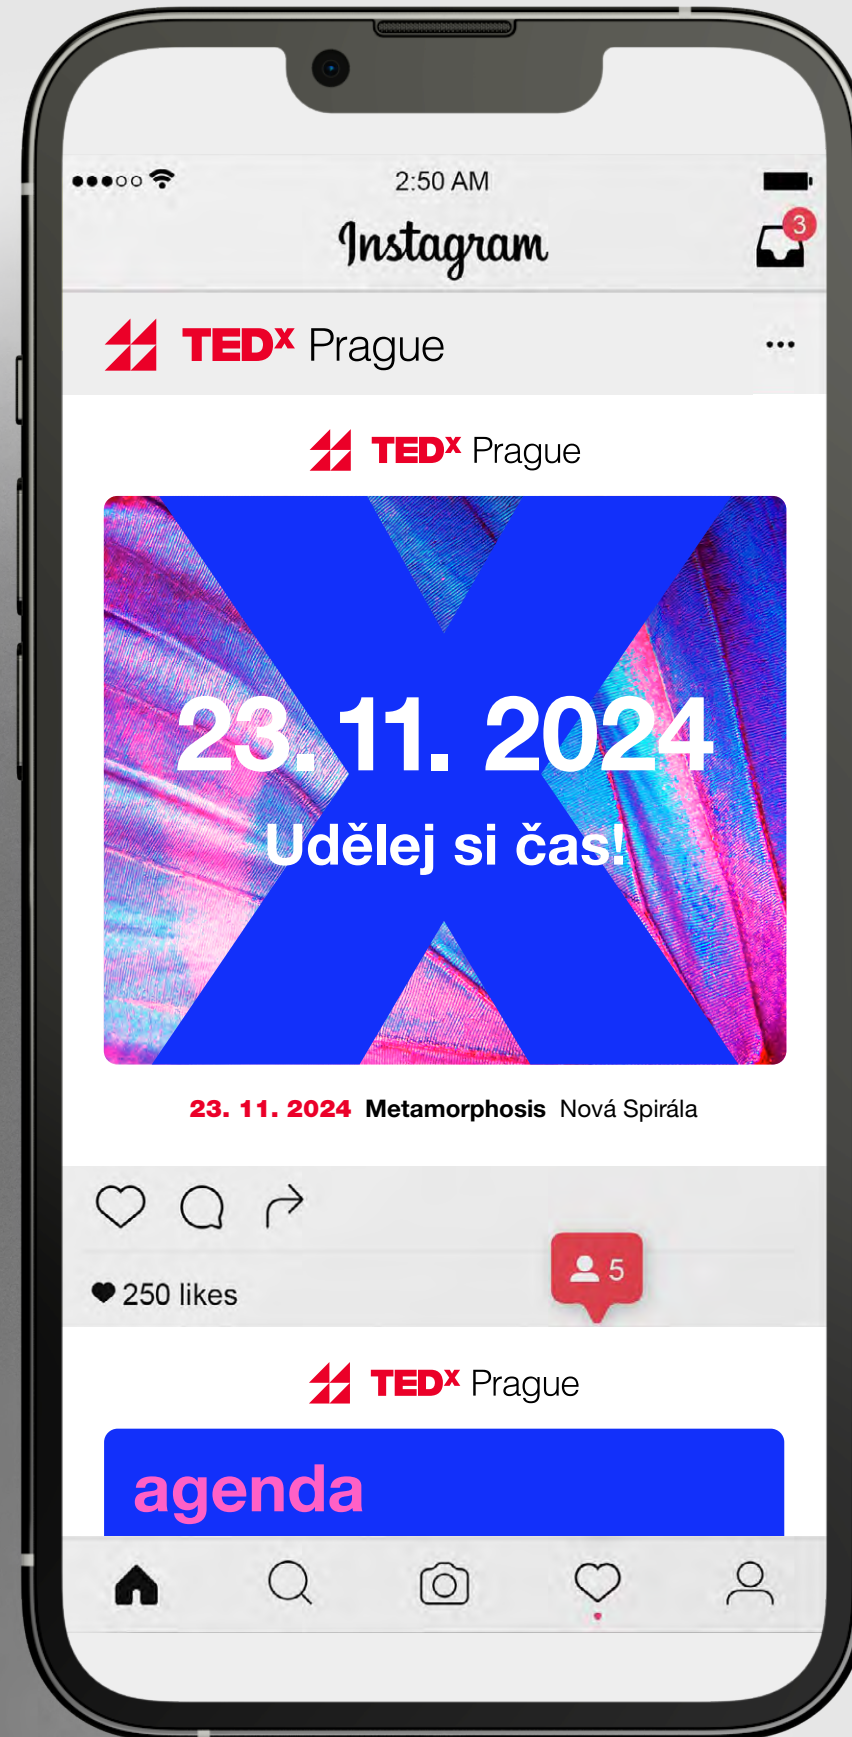 2:50 AM
Instagram
3
TEDx Prague
TEDx Prague
23. 11. 2024
Udělej si čas!
23. 11. 2024 Metamorphosis Nová Spirála
5
250 likes
TEDx Prague
agenda